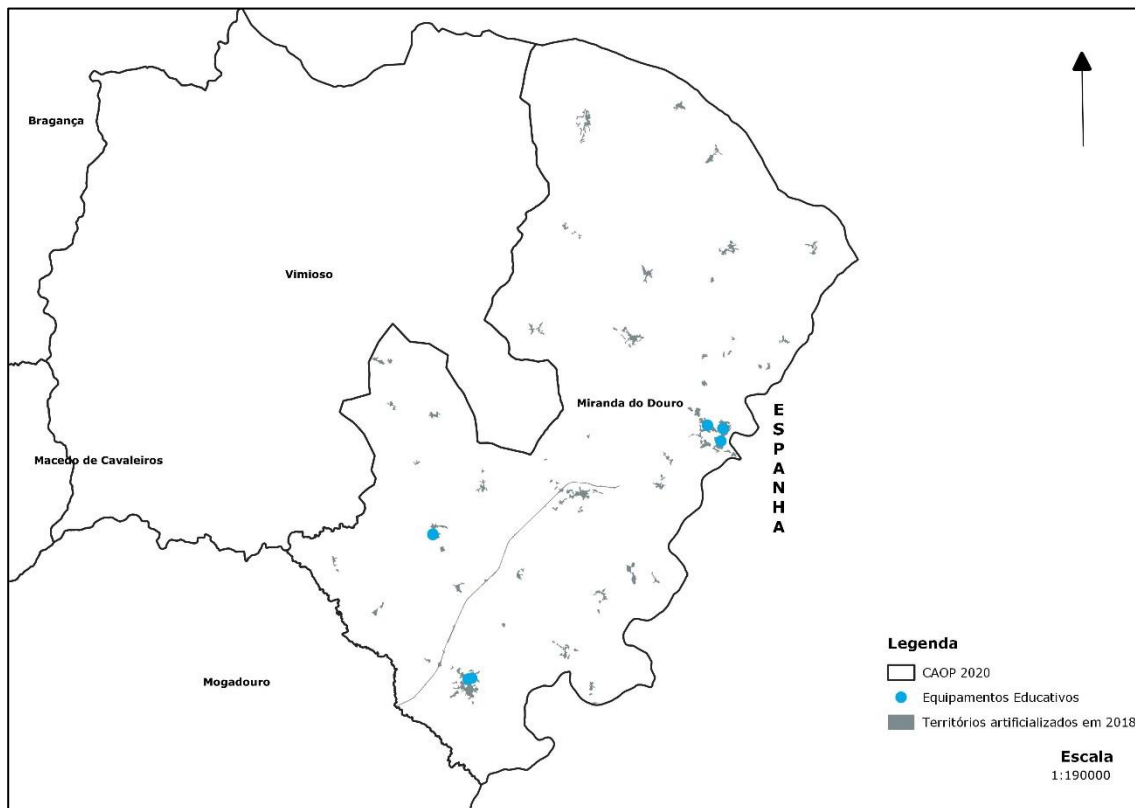 Bragança
Vimioso
Miranda do Douro
ESPANHA
Macedo de Cavaleiros
Mogadouro
Legenda
CAOP 2020
Equipamentos Educativos
Territórios artificializados em 2018
Escala
1:190000